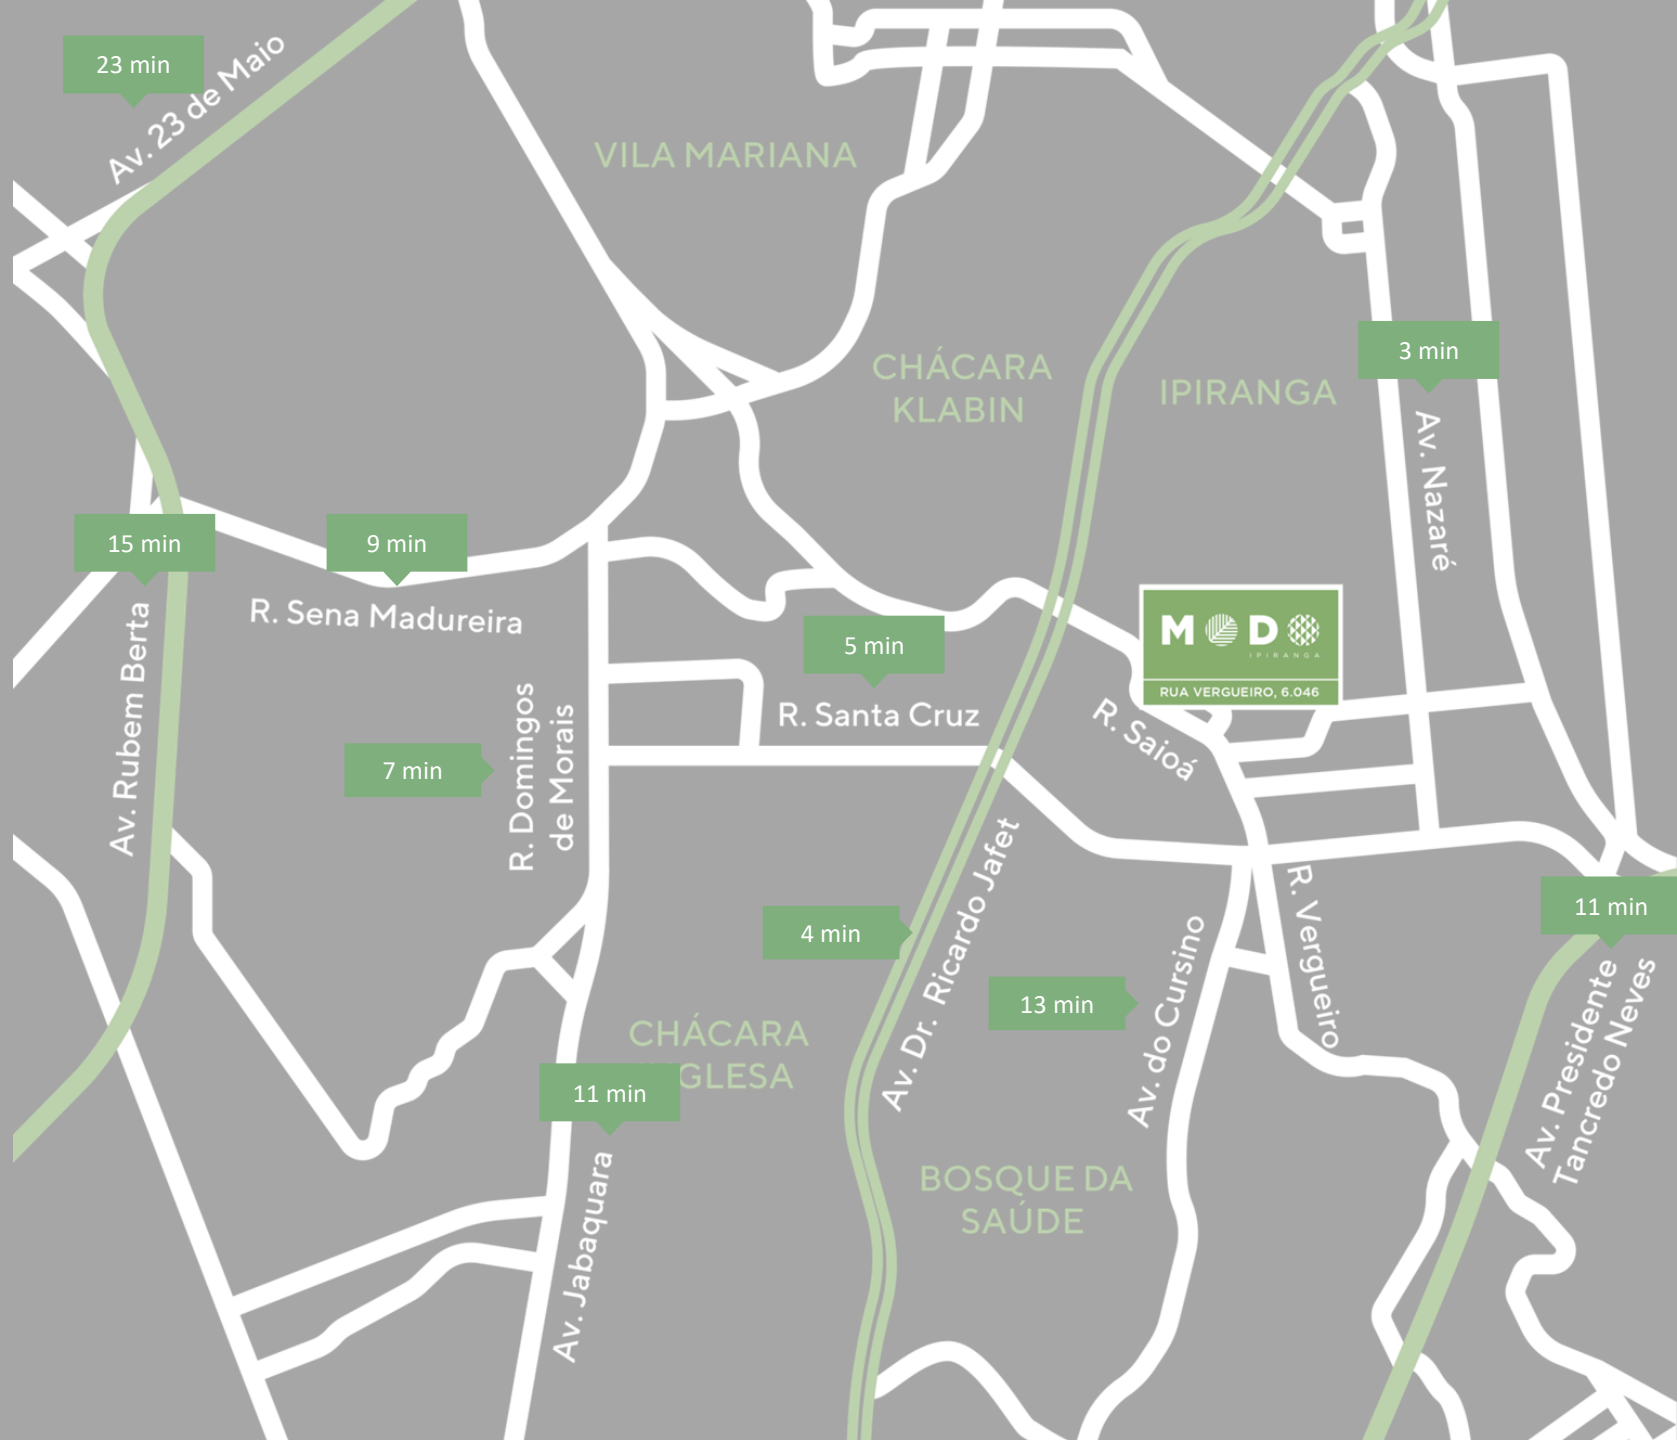 23 min
Av. 23 de Maio
VILA MARIANA
CHÁCARA
KLABIN
IPIRANGA
3 min
Av. Nazaré
15 min
9 min
R. Sena Madureira
Av. Rubem Berta
5 min
R. Santa Cruz
MODO
IPIRANGA
RUA VERGUEIRO, 6.046
R. Saioá
7 min
R. Domingos
de Morais
4 min
Av. Dr. Ricardo Jafet
13 min
Av. do Cursino
R. Vergueiro
11 min
Av. Presidente
Tancredo Neves
CHÁCARA
GLESA
11 min
Av. Jabaquara
BOSQUE DA
SAÚDE